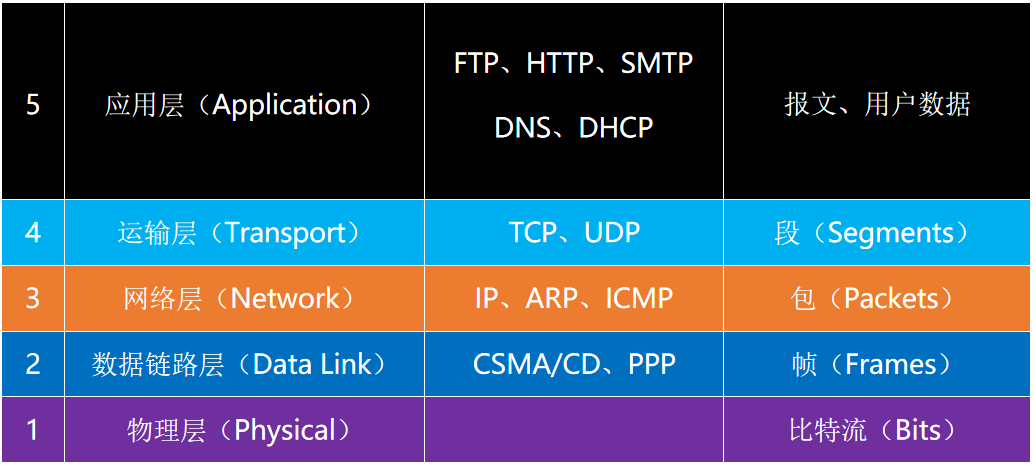 5 应用层（Application） FTP、HTTP、SMTP
DNS、DHCP 报文、用户数据
4 运输层（Transport） TCP、UDP 段（Segments）
3 网络层（Network） IP、ARP、ICMP 包（Packets）
2 数据链路层（Data Link） CSMA/CD、PPP 帧（Frames）
1 物理层（Physical） 比特流（Bits）